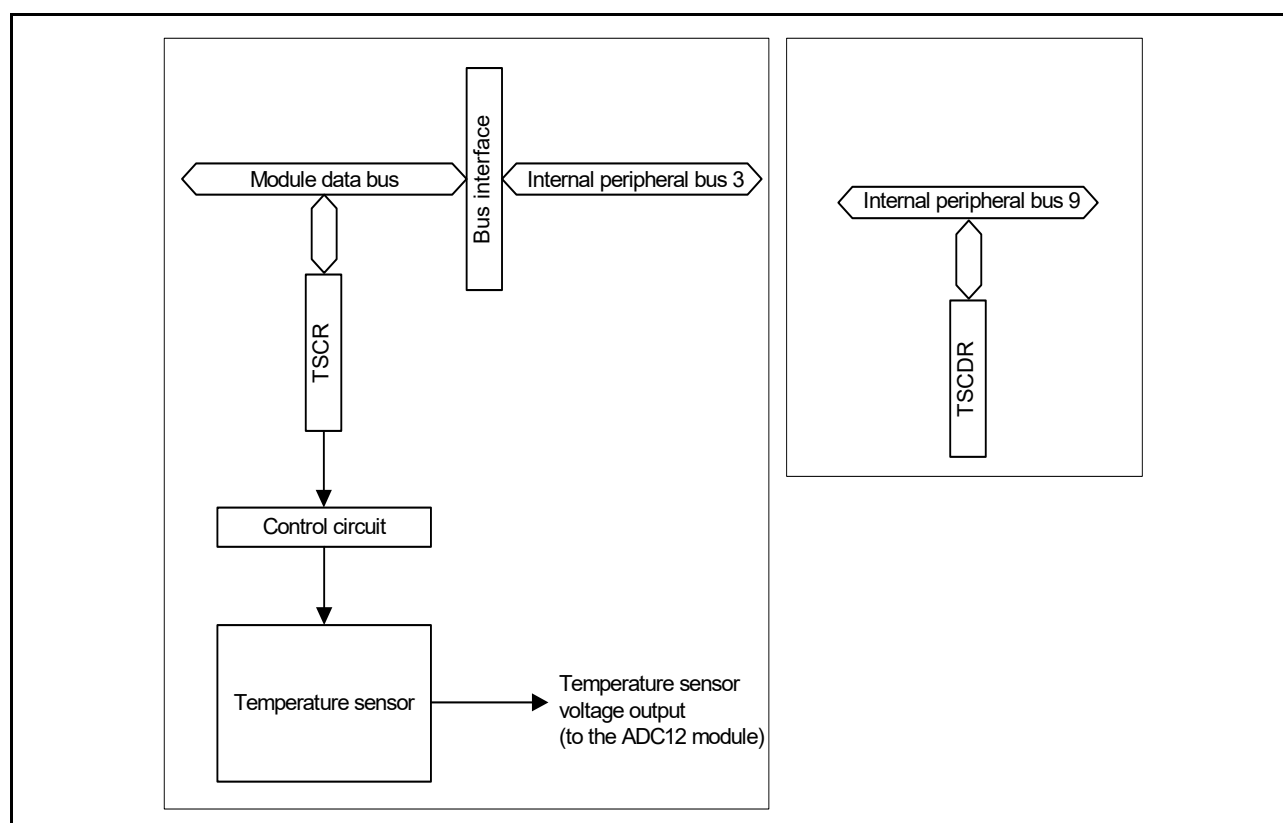 Bus interface
Module data bus
Internal peripheral bus 3
TSCR
Control circuit
Temperature sensor
Temperature sensor
voltage output
(to the ADC12 module)
Internal peripheral bus 9
TSCDR